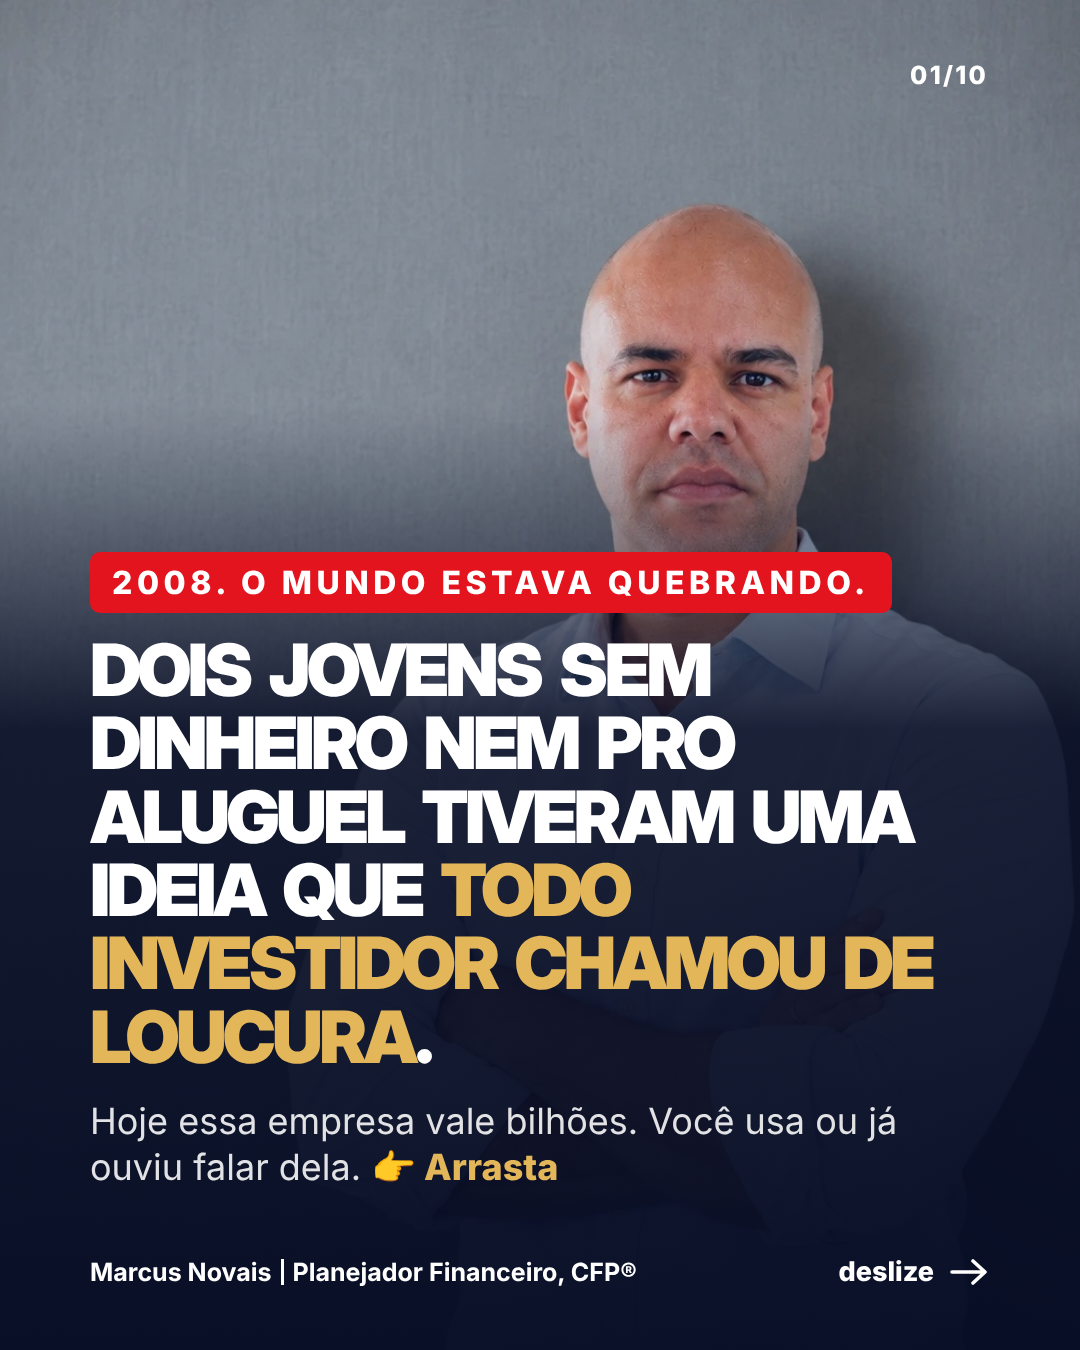 01/10
2008. O MUNDO ESTAVA QUEBRANDO.
DOIS JOVENS SEM
DINHEIRO NEM PRO
ALUGUEL TIVERAM UMA
IDEIA QUE TODO
INVESTIDOR CHAMOU DE
LOUCURA.
Hoje essa empresa vale bilhões. Você usa ou já
ouviu falar dela. 👉 Arrasta
Marcus Novais | Planejador Financeiro, CFP®
deslize →